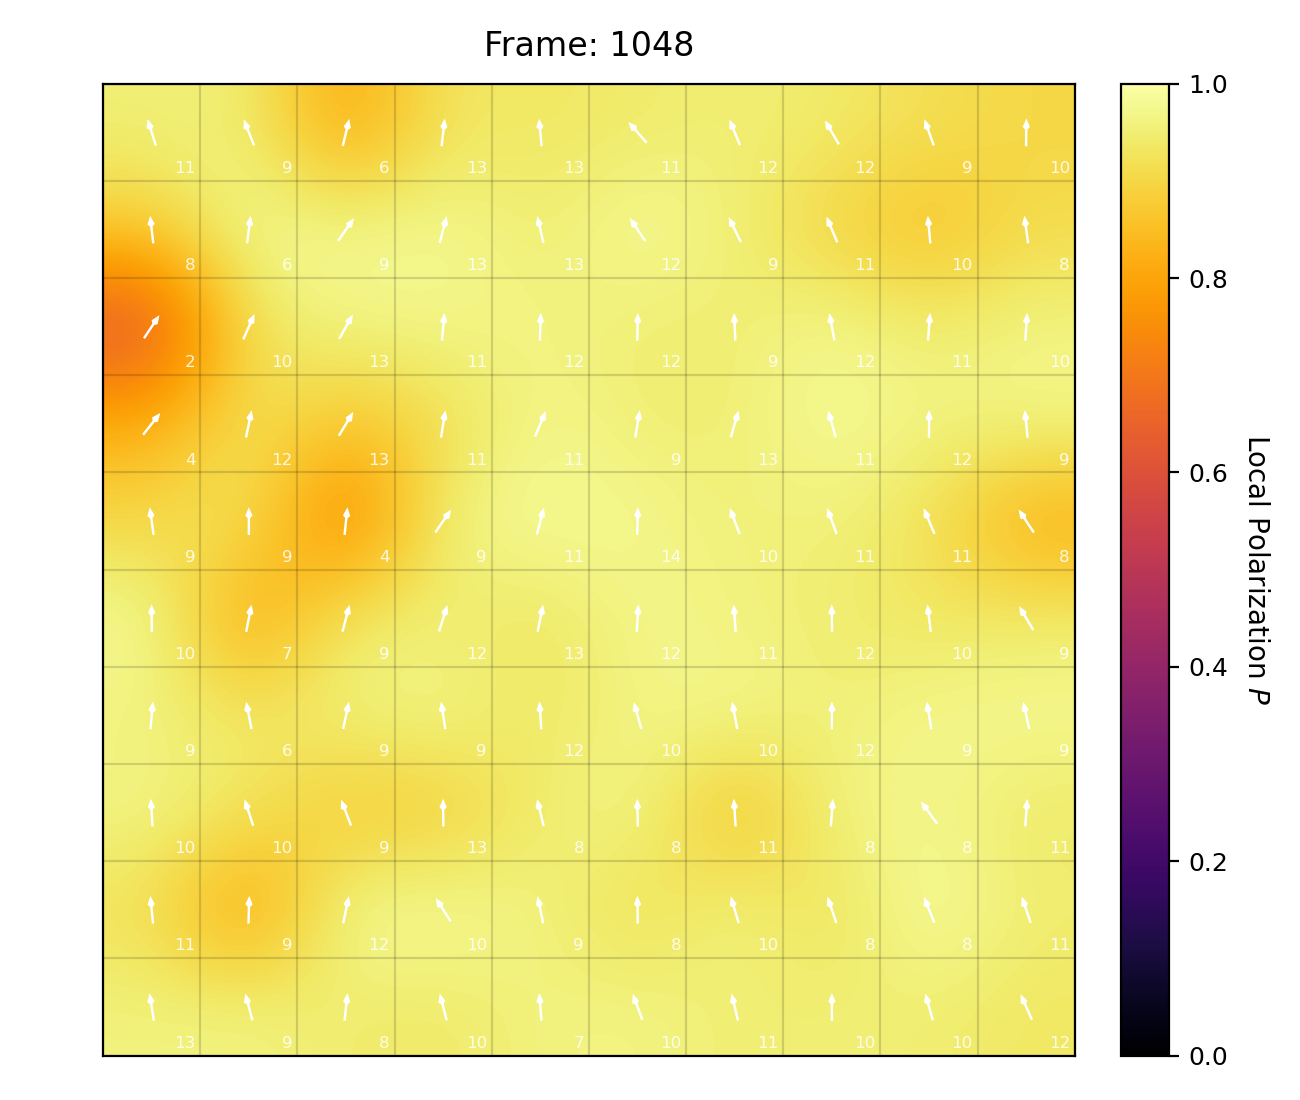 Frame: 1048
11 9 6 13 13 11 12 12 9 10
8 6 9 13 13 12 9 11 10 8
2 10 13 11 12 12 9 12 11 10
4 12 13 11 11 9 13 11 12 9
9 9 4 9 11 14 10 11 11 8
10 7 9 12 13 12 11 12 10 9
9 6 9 9 12 10 10 12 9 9
10 10 9 13 8 8 11 8 8 11
11 9 12 10 9 8 10 8 8 11
13 9 8 10 7 10 11 10 10 12
1.0
0.8
0.6
0.4
0.2
0.0
Local Polarization P